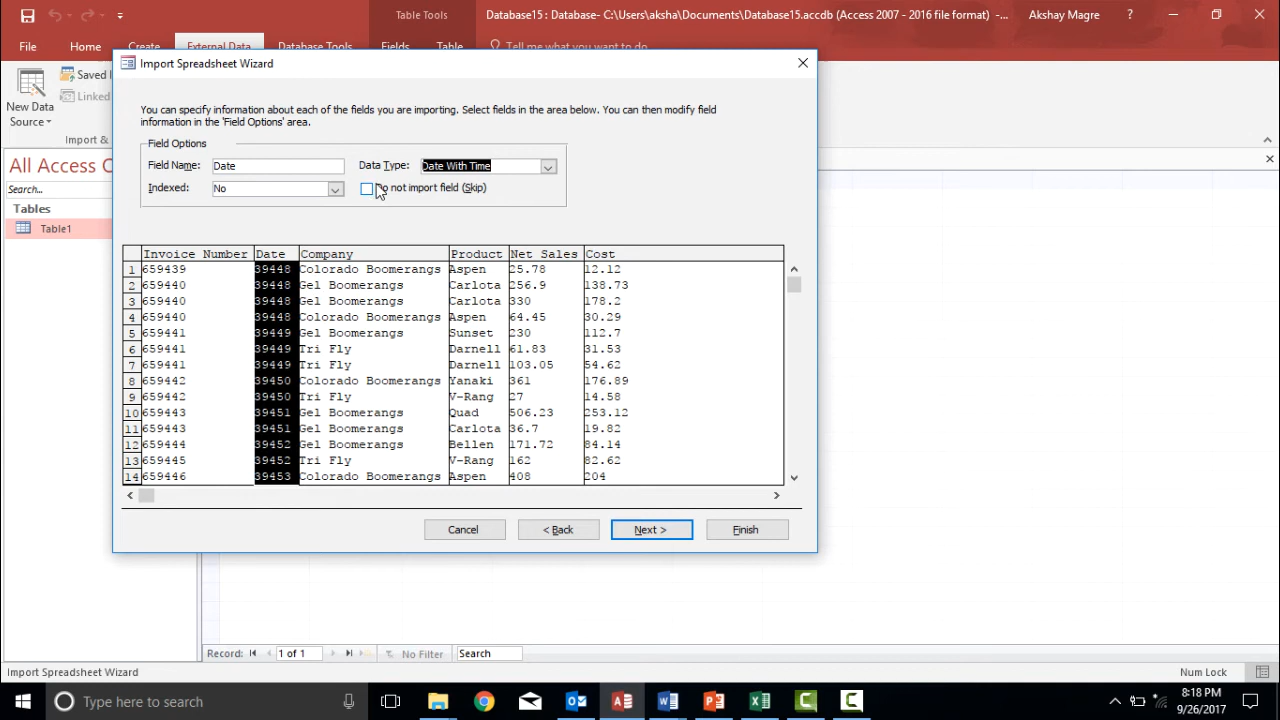 Table Tools
Database15 : Database- C:\Users\aksha\Documents\Database15.accdb (Access 2007 - 2016 file format) -...
Akshay Magre
?
File
Home
Create
External Data
Database Tools
Fields
Table
Tell me what you want to do
New Data
Source
Saved
Linked
Import &
Import Spreadsheet Wizard
You can specify information about each of the fields you are importing. Select fields in the area below. You can then modify field
information in the 'Field Options' area.
Field Options
Field Name: Date Data Type: Date With Time
Indexed: No Do not import field (Skip)
Invoice Number Date Company Product Net Sales Cost
1 659439 39448 Colorado Boomerangs Aspen 25.78 12.12
2 659440 39448 Gel Boomerangs Carlota 256.9 138.73
3 659440 39448 Gel Boomerangs Carlota 330 178.2
4 659440 39448 Colorado Boomerangs Aspen 64.45 30.29
5 659441 39449 Gel Boomerangs Sunset 230 112.7
6 659441 39449 Tri Fly Darnell 61.83 31.53
7 659441 39449 Tri Fly Darnell 103.05 54.62
8 659442 39450 Colorado Boomerangs Yanaki 361 176.89
9 659442 39450 Tri Fly V-Rang 27 14.58
10 659443 39451 Gel Boomerangs Quad 506.23 253.12
11 659443 39451 Gel Boomerangs Carlota 36.7 19.82
12 659444 39452 Gel Boomerangs Bellen 171.72 84.14
13 659445 39452 Tri Fly V-Rang 162 82.62
14 659446 39453 Colorado Boomerangs Aspen 408 204
Cancel < Back Next > Finish
All Access O
Search...
Tables
Table1
Record: 1 of 1 No Filter Search
Import Spreadsheet Wizard
Num Lock
Type here to search
8:18 PM
9/26/2017